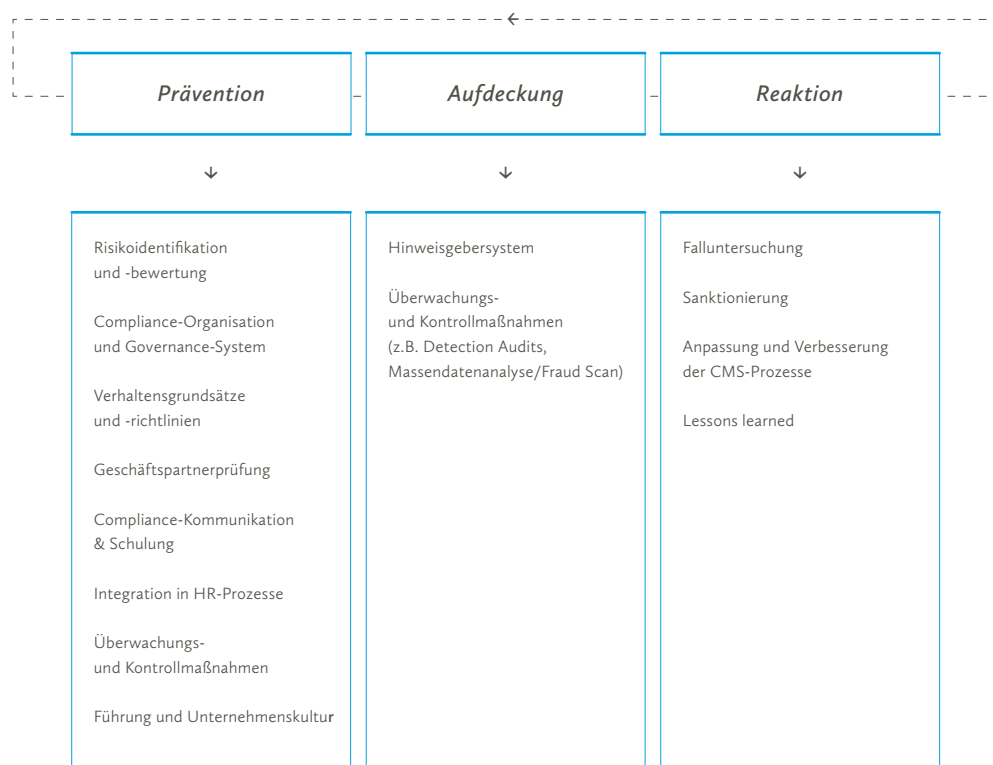 Prävention
Aufdeckung
Reaktion
Risikoidentifikation
und -bewertung
Compliance-Organisation
und Governance-System
Verhaltensgrundsätze
und -richtlinien
Geschäftspartnerprüfung
Compliance-Kommunikation
& Schulung
Integration in HR-Prozesse
Überwachungs-
und Kontrollmaßnahmen
Führung und Unternehmenskultur
Hinweisgebersystem
Überwachungs-
und Kontrollmaßnahmen
(z.B. Detection Audits,
Massendatenanalyse/Fraud Scan)
Falluntersuchung
Sanktionierung
Anpassung und Verbesserung
der CMS-Prozesse
Lessons learned